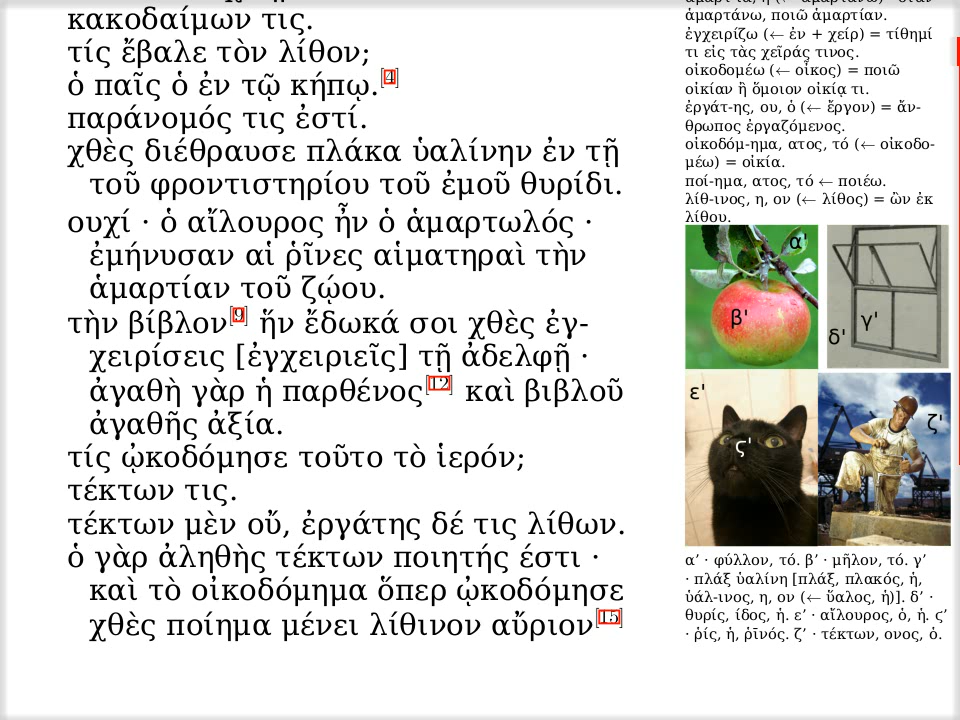 κακοδαίμων τις.
τίς ἔβαλε τὸν λίθον;
ὁ παῖς ὁ ἐν τῷ κήπῳ.[4]
παράνομός τις ἐστί.
χθὲς διέθραυσε πλάκα ὑαλίνην ἐν τῇ
τοῦ φροντιστηρίου τοῦ ἐμοῦ θυρίδι.
ουχί · ὁ αἴλουρος ἦν ὁ ἁμαρτωλός ·
ἐμήνυσαν αἱ ῥῖνες αἱματηραὶ τὴν
ἁμαρτίαν τοῦ ζῴου.
τὴν βίβλον[9] ἥν ἔδωκά σοι χθὲς ἐγ-
χειρίσεις [ἐγχειριεῖς] τῇ ἀδελφῇ ·
ἀγαθὴ γὰρ ἡ παρθένος[12] καὶ βιβλοῦ
ἀγαθῆς ἀξία.
τίς ᾠκοδόμησε τοῦτο τὸ ἱερόν;
τέκτων τις.
τέκτων μὲν οὔ, ἐργάτης δέ τις λίθων.
ὁ γὰρ ἀληθὴς τέκτων ποιητής έστι ·
καὶ τὸ οἰκοδόμημα ὅπερ ᾠκοδόμησε
χθὲς ποίημα μένει λίθινον αὔριον[15]
ἁμαρτάνω, ποιῶ ἁμαρτίαν.
ἐγχειρίζω (← ἐν + χείρ) = τίθημί
τι εἰς τὰς χεῖράς τινος.
οἰκοδομέω (← οἶκος) = ποιῶ
οἰκίαν ἢ ὅμοιον οἰκίᾳ τι.
ἐργάτ-ης, ου, ὁ (← ἔργον) = ἄν-
θρωπος ἐργαζόμενος.
οἰκοδόμ-ημα, ατος, τό (← οἰκοδο-
μέω) = οἰκία.
ποί-ημα, ατος, τό ← ποιέω.
λίθ-ινος, η, ον (← λίθος) = ὢν ἐκ
λίθου.
α'
β'
γ'
δ'
ε'
ϛ'
ζ'
α’ · φύλλον, τό. β’ · μῆλον, τό. γ’
· πλάξ ὑαλίνη [πλάξ, πλακός, ἡ,
ὑάλ-ινος, η, ον (← ὕαλος, ἡ)]. δ’ ·
θυρίς, ίδος, ἡ. ε’ · αἴλουρος, ὁ, ἡ. ϛ’
· ῥίς, ἡ, ῥῑνός. ζ’ · τέκτων, ονος, ὁ.